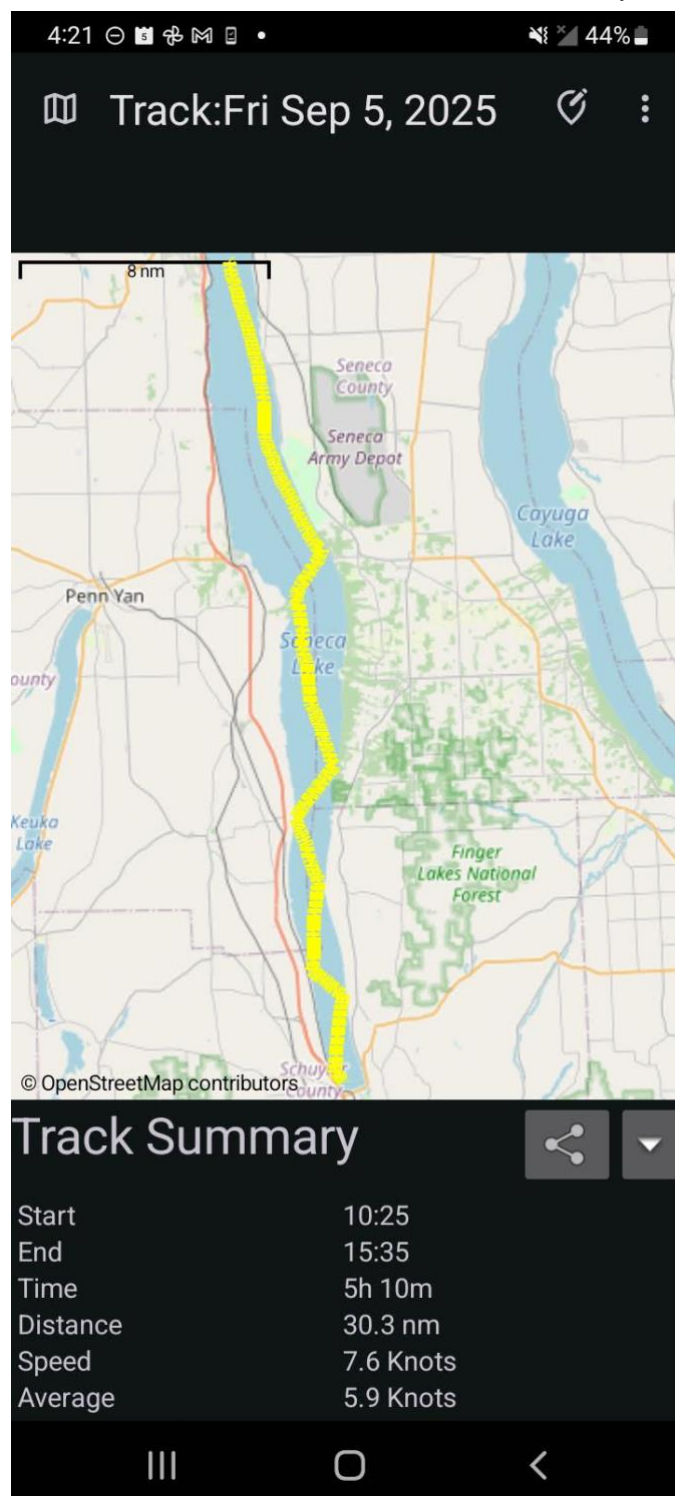 4:21 44%
Track:Fri Sep 5, 2025
8 nm
Seneca
County
Seneca
Army Depot
Cayuga
Lake
Penn Yan
Seneca
Lake
ounty
Keuka
Lake
Finger
Lakes National
Forest
Schuyler
County
© OpenStreetMap contributors
Track Summary
Start 10:25
End 15:35
Time 5h 10m
Distance 30.3 nm
Speed 7.6 Knots
Average 5.9 Knots